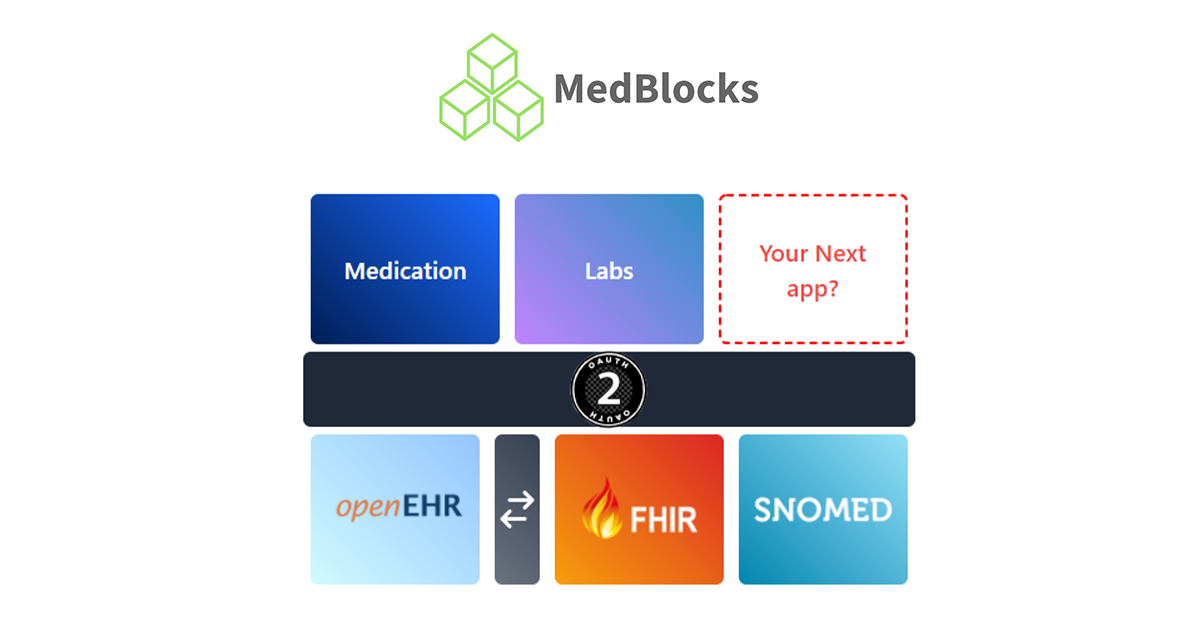 MedBlocks
Medication
Labs
Your Next
app?
OAUTH
2
OAUTH
openEHR
FHIR
SNOMED